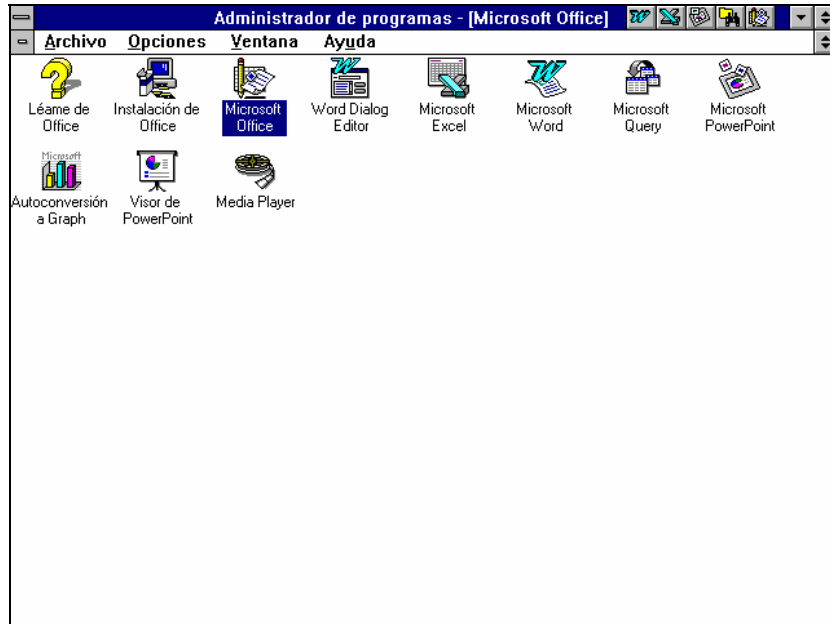 Administrador de programas - [Microsoft Office]
Archivo Opciones Ventana Ayuda
Léame de Office
Instalación de Office
Microsoft Office
Word Dialog Editor
Microsoft Excel
Microsoft Word
Microsoft Query
Microsoft PowerPoint
Microsoft
Autoconversión a Graph
Visor de PowerPoint
Media Player